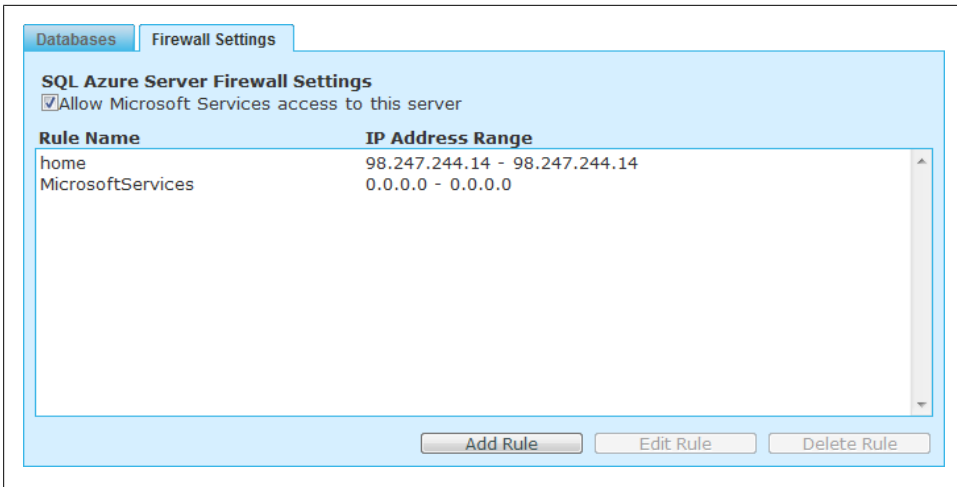 Databases Firewall Settings
SQL Azure Server Firewall Settings
Allow Microsoft Services access to this server
Rule Name IP Address Range
home 98.247.244.14 - 98.247.244.14
MicrosoftServices 0.0.0.0 - 0.0.0.0
Add Rule Edit Rule Delete Rule